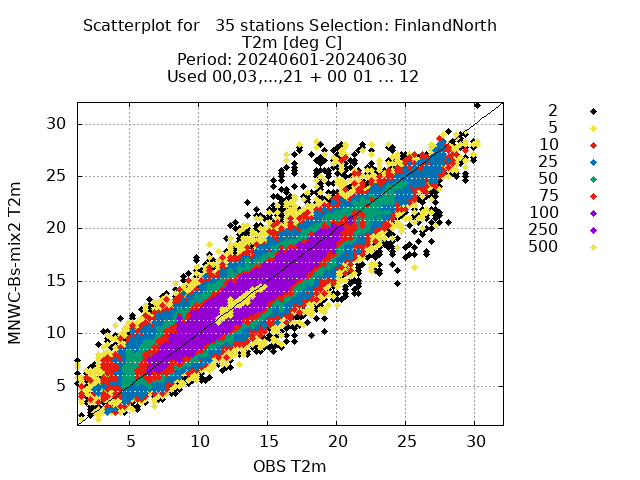 Scatterplot for   35 stations Selection: FinlandNorth
T2m [deg C]
Period: 20240601-20240630
Used 00,03,...,21 + 00 01 ... 12
2
5
10
25
50
75
100
250
500
30
25
20
15
10
5
MNWC-Bs-mix2 T2m
5 10 15 20 25 30
OBS T2m